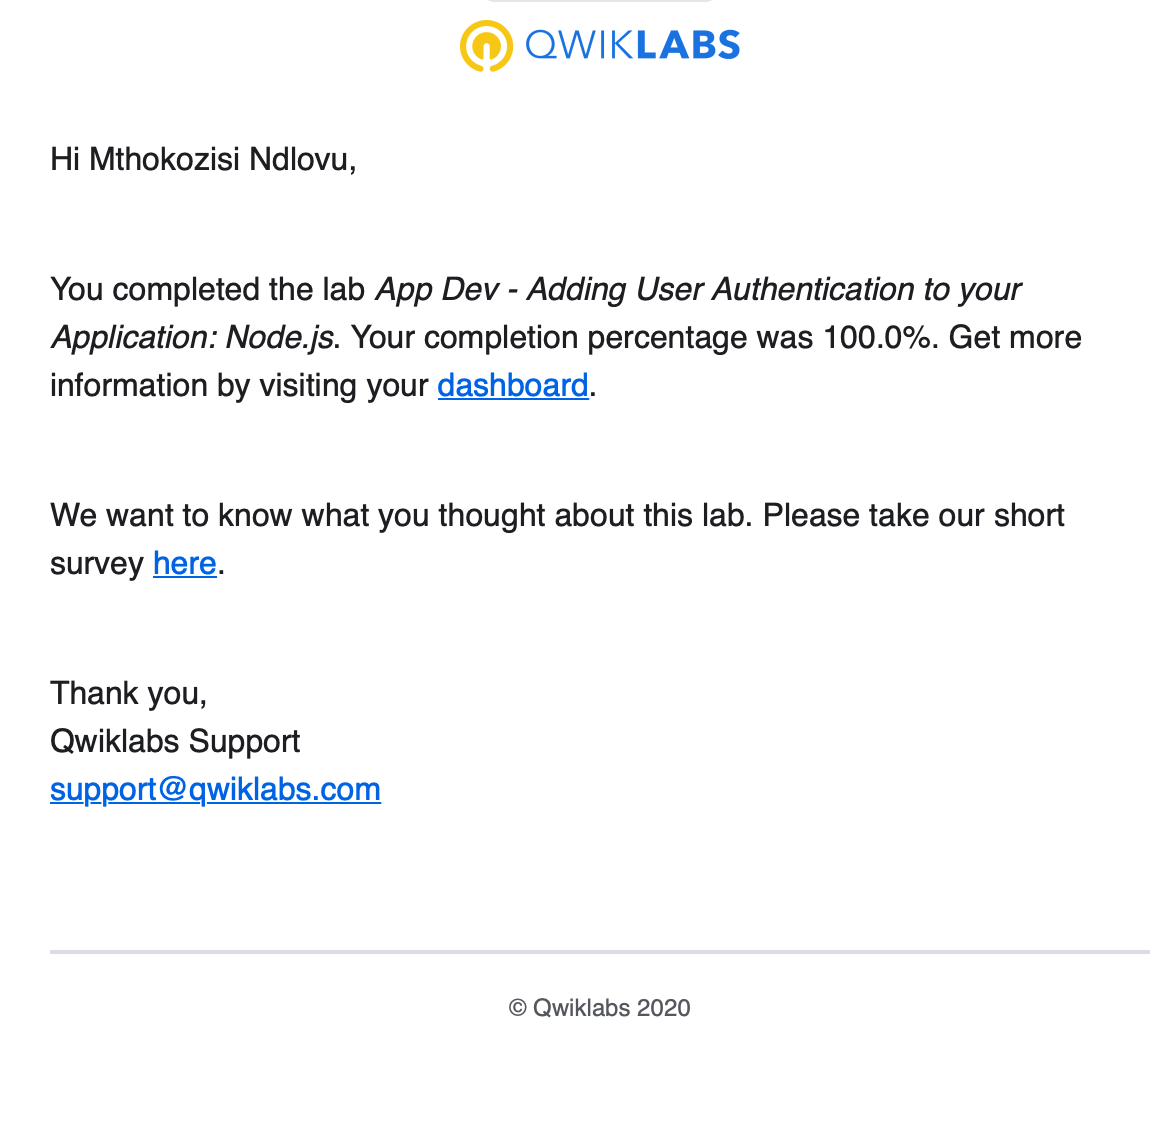 QWIKLABS
Hi Mthokozisi Ndlovu,
You completed the lab App Dev - Adding User Authentication to your
Application: Node.js. Your completion percentage was 100.0%. Get more
information by visiting your dashboard.
We want to know what you thought about this lab. Please take our short
survey here.
Thank you,
Qwiklabs Support
support@qwiklabs.com
© Qwiklabs 2020